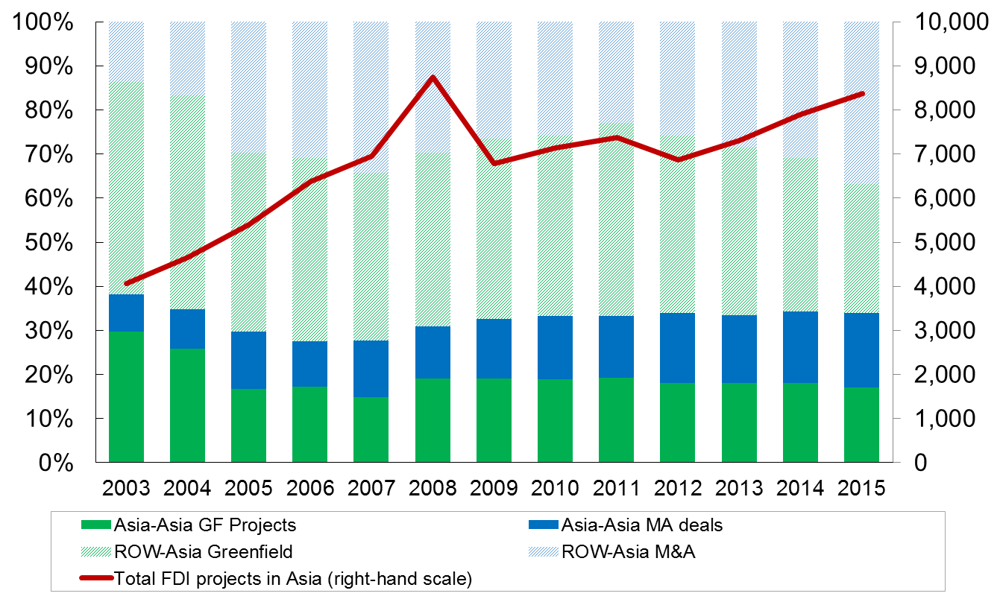 100% 10,000
90% 9,000
80% 8,000
70% 7,000
60% 6,000
50% 5,000
40% 4,000
30% 3,000
20% 2,000
10% 1,000
0% 0
2003 2004 2005 2006 2007 2008 2009 2010 2011 2012 2013 2014 2015
Asia-Asia GF Projects Asia-Asia MA deals
ROW-Asia Greenfield ROW-Asia M&A
Total FDI projects in Asia (right-hand scale)